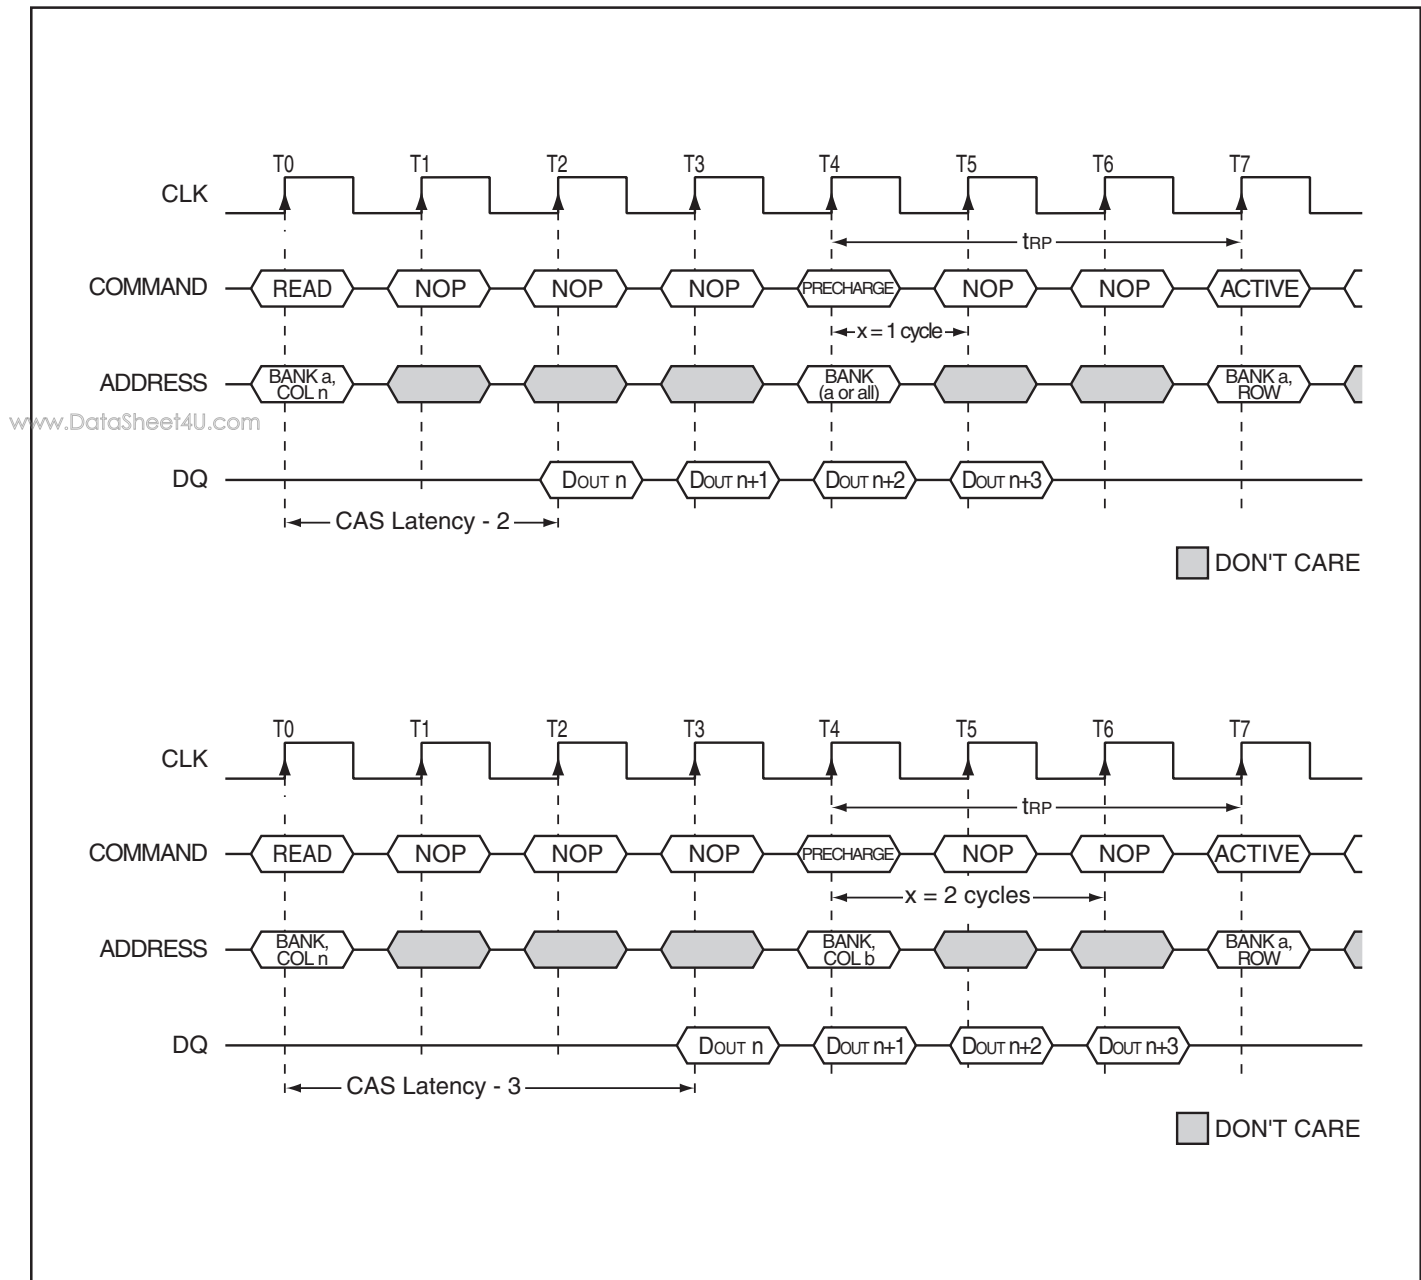 T0 T1 T2 T3 T4 T5 T6 T7
CLK
tRP
COMMAND READ NOP NOP NOP PRECHARGE NOP NOP ACTIVE
x = 1 cycle
ADDRESS BANK a, COL n BANK (a or all) BANK a, ROW
www.DataSheet4U.com
DQ DOUT n DOUT n+1 DOUT n+2 DOUT n+3
CAS Latency - 2
DON'T CARE
T0 T1 T2 T3 T4 T5 T6 T7
CLK
tRP
COMMAND READ NOP NOP NOP PRECHARGE NOP NOP ACTIVE
x = 2 cycles
ADDRESS BANK, COL n BANK, COL b BANK a, ROW
DQ DOUT n DOUT n+1 DOUT n+2 DOUT n+3
CAS Latency - 3
DON'T CARE